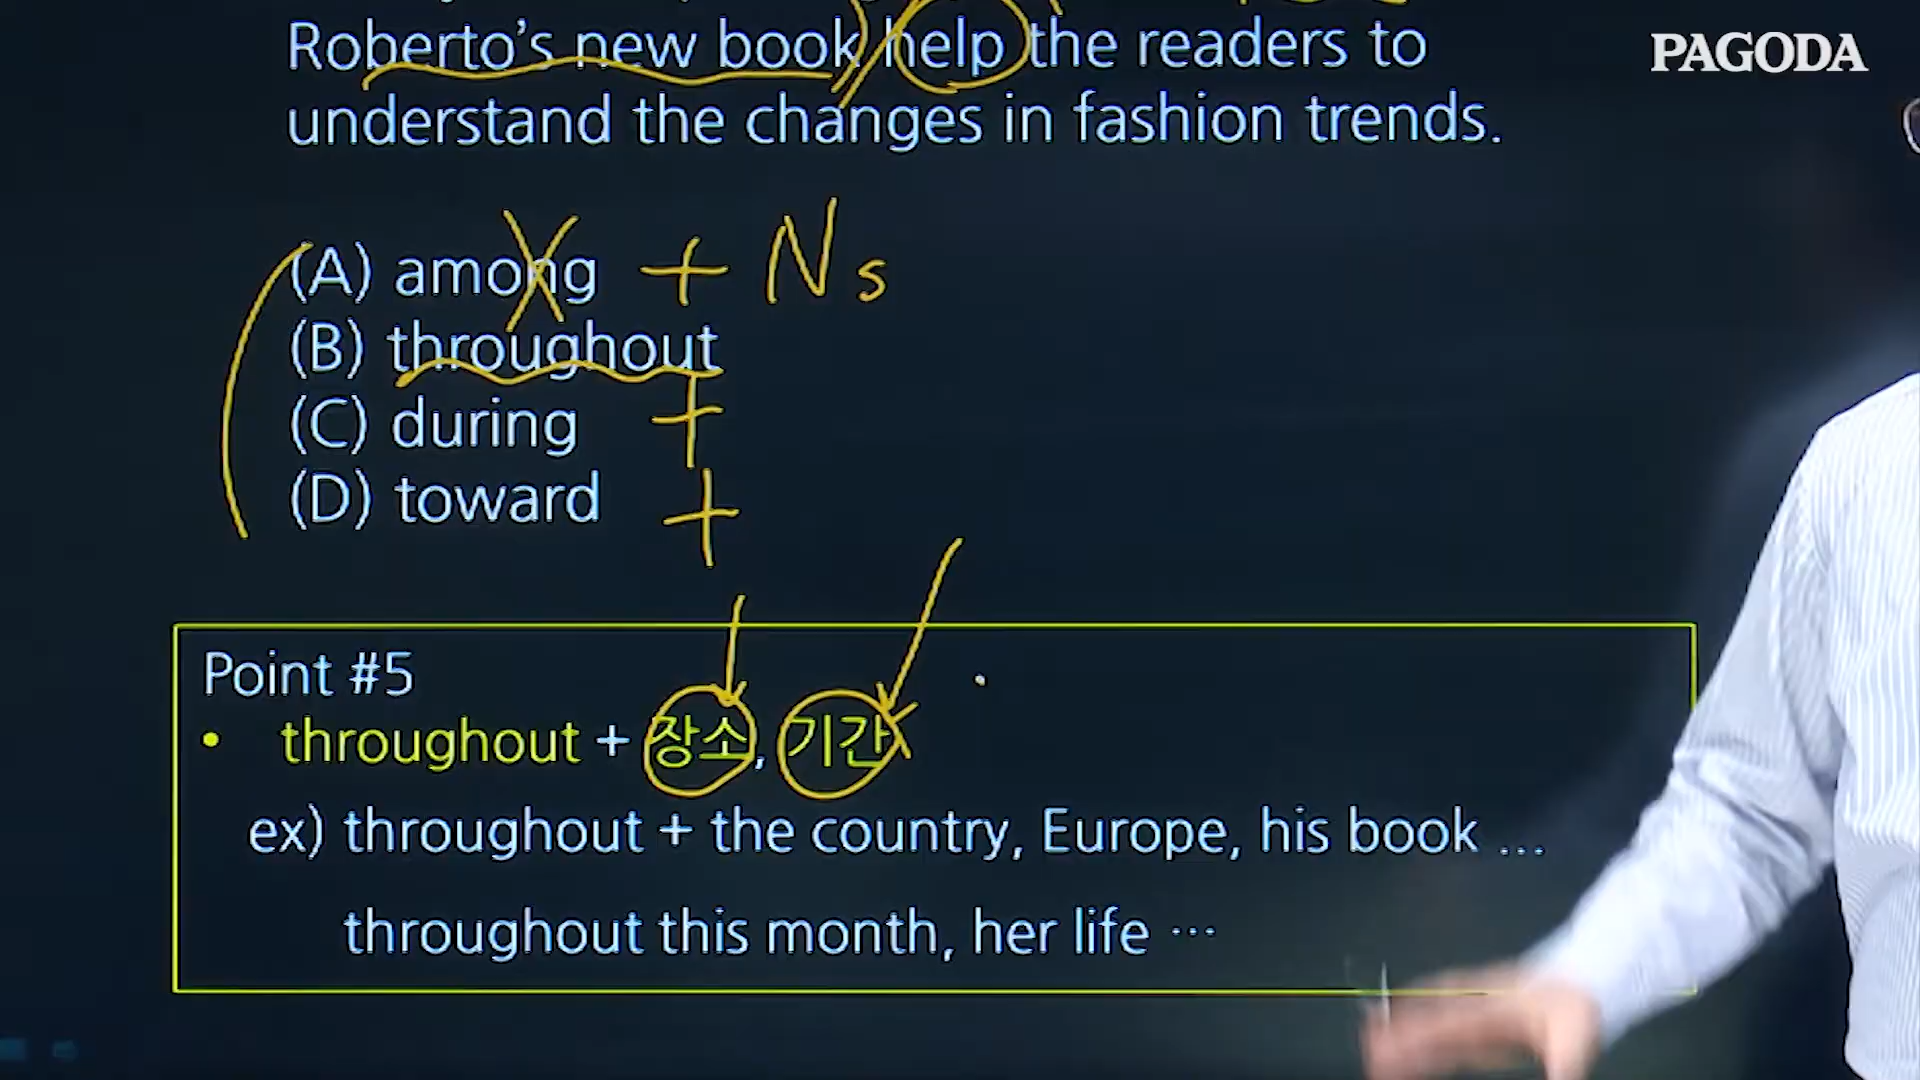 PAGODA
Roberto's new book help the readers to
understand the changes in fashion trends.
(A) among + Ns
(B) throughout
(C) during +
(D) toward +
Point #5
• throughout + 장소, 기간
ex) throughout + the country, Europe, his book ...
throughout this month, her life ...